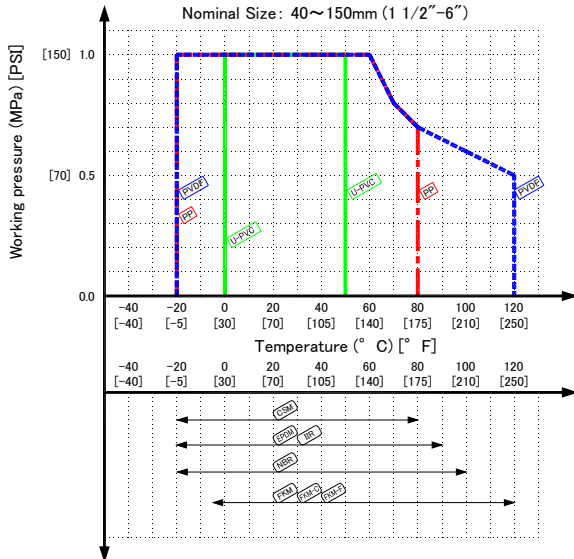 Nominal Size: 40～150mm (1 1/2"-6")
Working pressure (MPa) [PSI]
[150] 1.0
[70] 0.5
0.0
PVDF
PP
U-PVC
U-PVC
PP
PVDF
-40 -20 0 20 40 60 80 100 120
[-40] [-5] [30] [70] [105] [140] [175] [210] [250]
Temperature (° C) [° F]
-40 -20 0 20 40 60 80 100 120
[-40] [-5] [30] [70] [105] [140] [175] [210] [250]
CSM
EPDM IIR
NBR
FKM FKM-C FKM-F